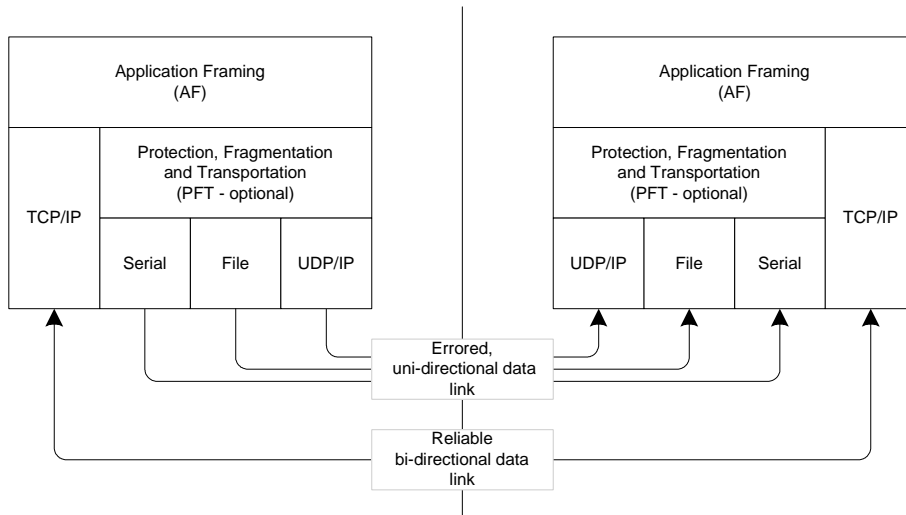 Application Framing
(AF)
TCP/IP
Protection, Fragmentation
and Transportation
(PFT - optional)
Serial
File
UDP/IP
Application Framing
(AF)
Protection, Fragmentation
and Transportation
(PFT - optional)
TCP/IP
UDP/IP
File
Serial
Errored,
uni-directional data
link
Reliable
bi-directional data
link